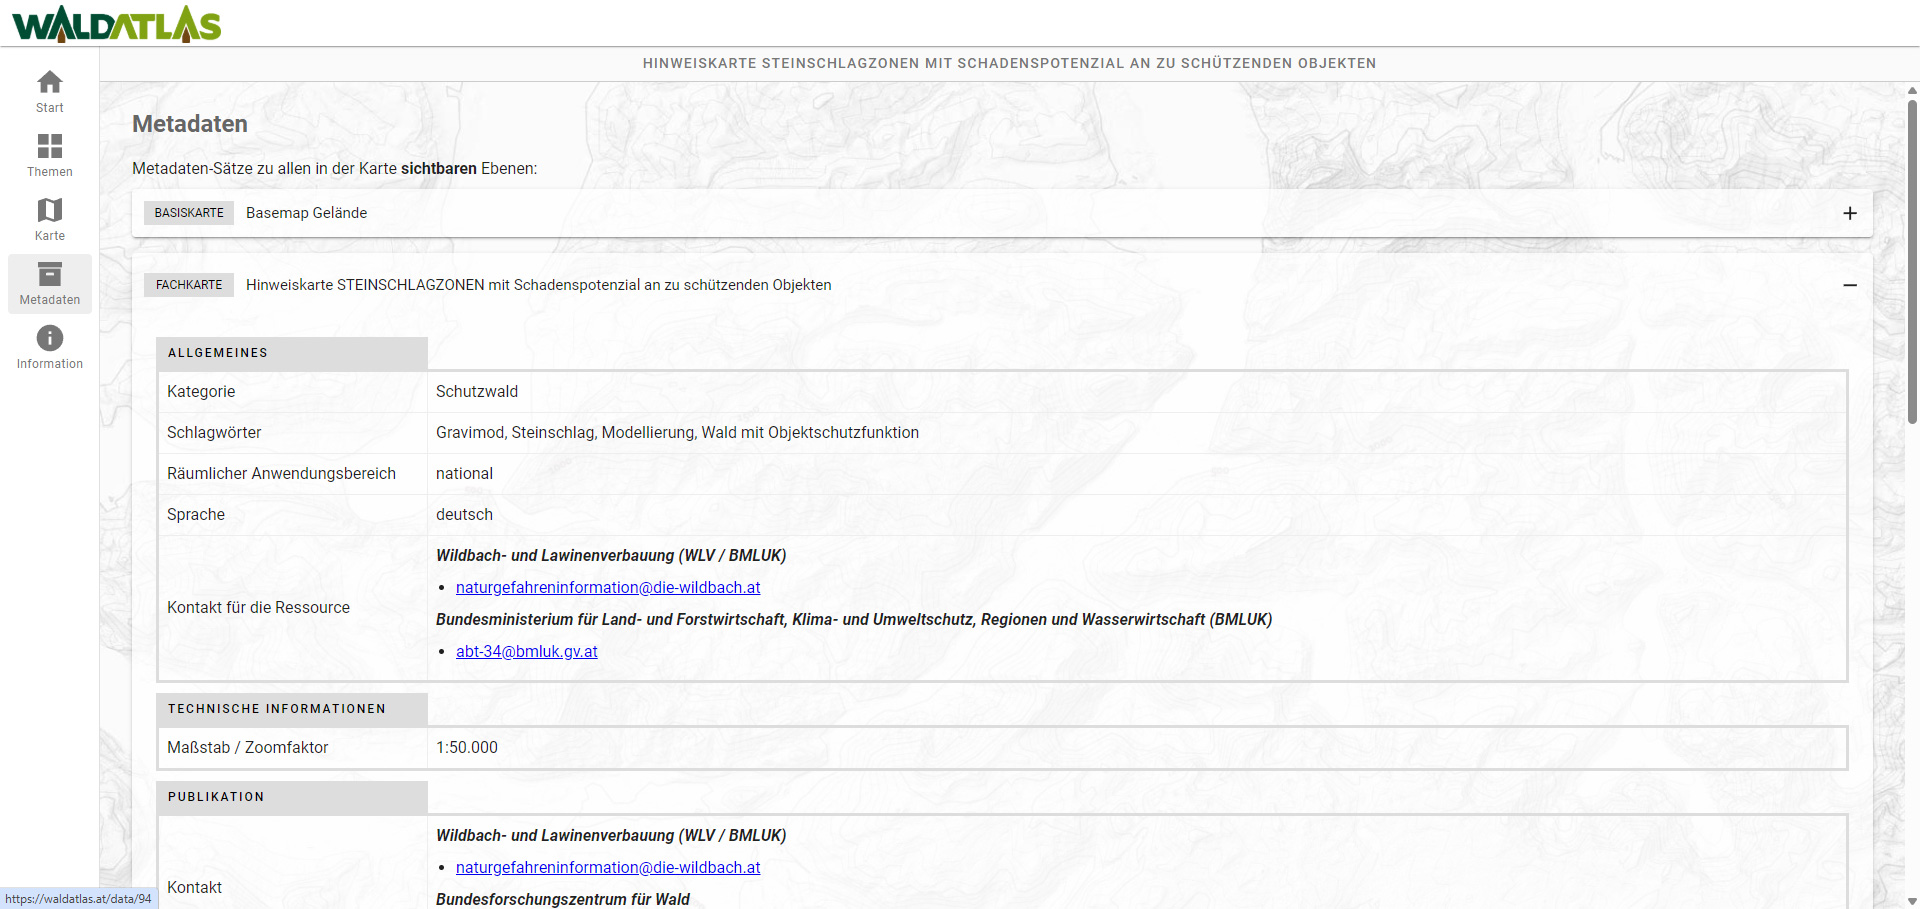 WALDATLAS
HINWEISKARTE STEINSCHLAGZONEN MIT SCHADENSPOTENZIAL AN ZU SCHÜTZENDEN OBJEKTEN
Start
Themen
Karte
Metadaten
Information
Metadaten
Metadaten-Sätze zu allen in der Karte sichtbaren Ebenen:
BASISKARTE Basemap Gelände
FACHKARTE Hinweiskarte STEINSCHLAGZONEN mit Schadenspotenzial an zu schützenden Objekten
ALLGEMEINES
Kategorie Schutzwald
Schlagwörter Gravimod, Steinschlag, Modellierung, Wald mit Objektschutzfunktion
Räumlicher Anwendungsbereich national
Sprache deutsch
Kontakt für die Ressource
Wildbach- und Lawinenverbauung (WLV / BMLUK)
• naturgefahreninformation@die-wildbach.at
Bundesministerium für Land- und Forstwirtschaft, Klima- und Umweltschutz, Regionen und Wasserwirtschaft (BMLUK)
• abt-34@bmluk.gv.at
TECHNISCHE INFORMATIONEN
Maßstab / Zoomfaktor 1:50.000
PUBLIKATION
Kontakt
Wildbach- und Lawinenverbauung (WLV / BMLUK)
• naturgefahreninformation@die-wildbach.at
Bundesforschungszentrum für Wald
https://waldatlas.at/data/94